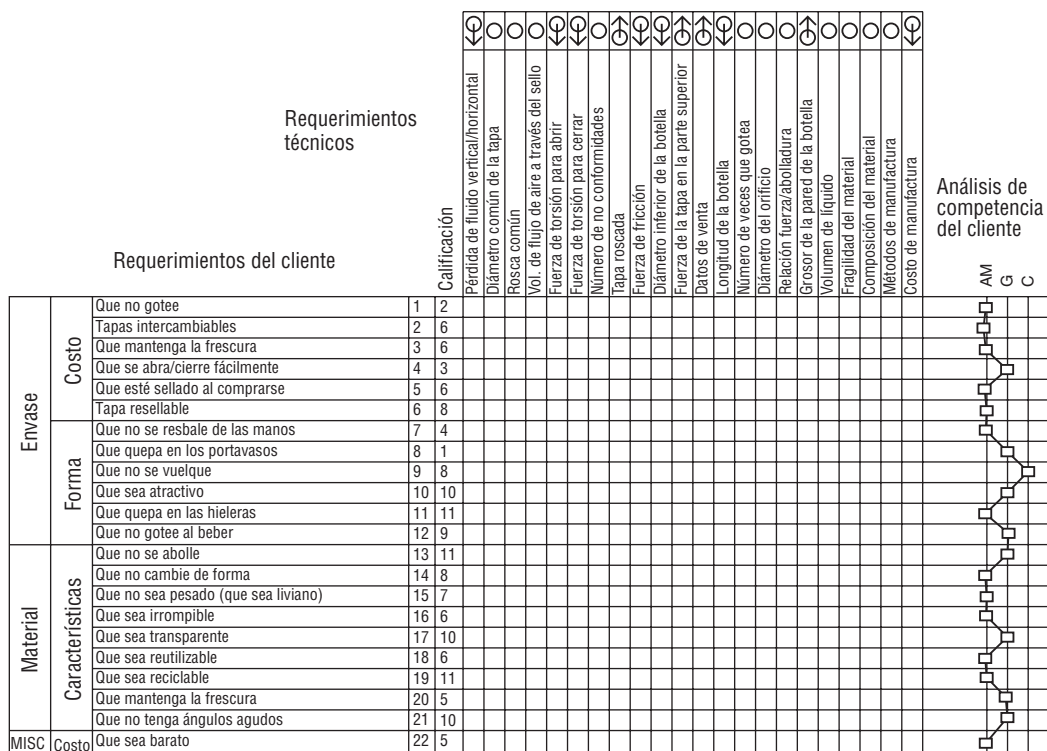 Requerimientos
técnicos
Pérdida de fluido vertical/horizontal
Diámetro común de la tapa
Rosca común
Vol. de flujo de aire a través del sello
Fuerza de torsión para abrir
Fuerza de torsión para cerrar
Número de no conformidades
Tapa roscada
Fuerza de fricción
Diámetro inferior de la botella
Fuerza de la tapa en la parte superior
Datos de venta
Longitud de la botella
Número de veces que gotea
Diámetro del orificio
Relación fuerza/abolladura
Grosor de la pared de la botella
Volumen de líquido
Fragilidad del material
Composición del material
Métodos de manufactura
Costo de manufactura
Análisis de
competencia
del cliente
Requerimientos del cliente
Calificación
AM
G
C
Envase
Costo
Que no gotee 1 2
Tapas intercambiables 2 6
Que mantenga la frescura 3 6
Que se abra/cierre fácilmente 4 3
Que esté sellado al comprarse 5 6
Tapa resellable 6 8
Forma
Que no se resbale de las manos 7 4
Que quepa en los portavasos 8 1
Que no se vuelque 9 8
Que sea atractivo 10 10
Que quepa en las hieleras 11 11
Que no gotee al beber 12 9
Material
Características
Que no se abolle 13 11
Que no cambie de forma 14 8
Que no sea pesado (que sea liviano) 15 7
Que sea irrompible 16 6
Que sea transparente 17 10
Que sea reutilizable 18 6
Que sea reciclable 19 11
Que mantenga la frescura 20 5
Que no tenga ángulos agudos 21 10
MISC Costo Que sea barato 22 5